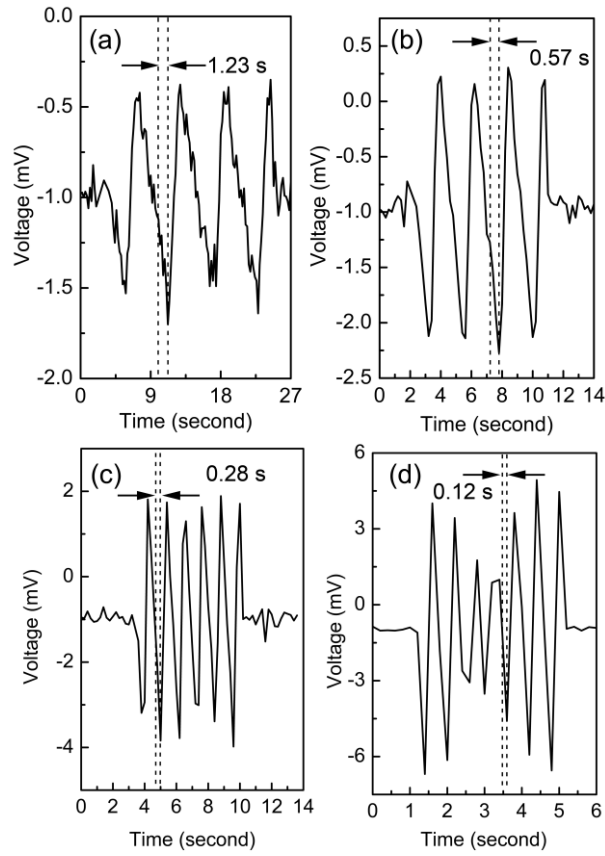 (a)
1.23 s
0.0
-0.5
-1.0
-1.5
-2.0
Voltage (mV)
0 9 18 27
Time (second)
(b)
0.57 s
0.5
0.0
-0.5
-1.0
-1.5
-2.0
-2.5
Voltage (mV)
0 2 4 6 8 10 12 14
Time (second)
(c)
0.28 s
2
0
-2
-4
Voltage (mV)
0 2 4 6 8 10 12 14
Time (second)
(d)
0.12 s
6
3
0
-3
-6
Voltage (mV)
0 1 2 3 4 5 6
Time (second)